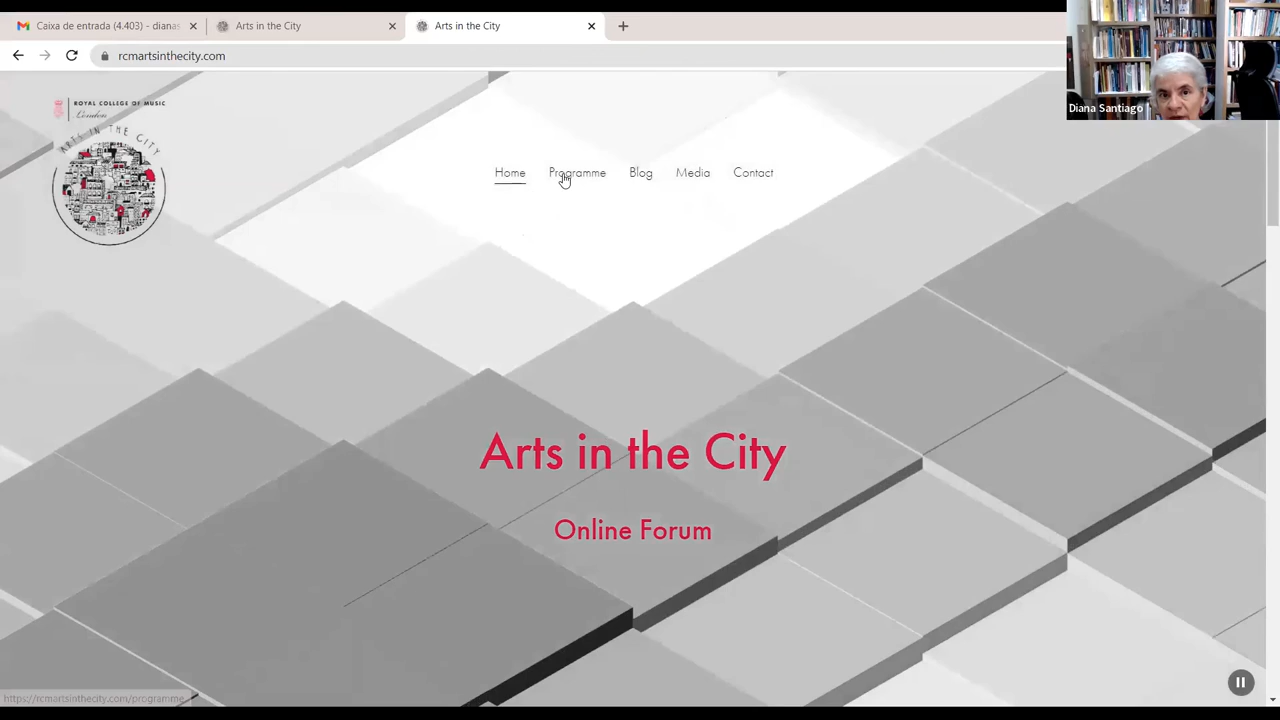 Caixa de entrada (4.403) - dianas
Arts in the City
Arts in the City
rcmartsinthecity.com
Diana Santiago
ROYAL COLLEGE OF MUSIC
London
ARTS IN THE CITY
Home
Programme
Blog
Media
Contact
Arts in the City
Online Forum
https://rcmartsinthecity.com/programme